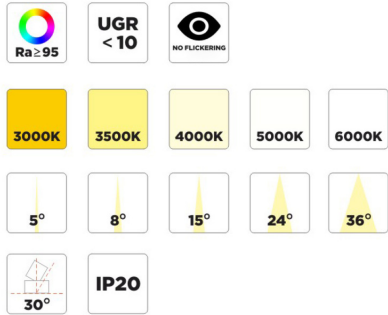 Ra≥95
UGR
< 10
NO FLICKERING
3000K
3500K
4000K
5000K
6000K
5°
8°
15°
24°
36°
30°
IP20